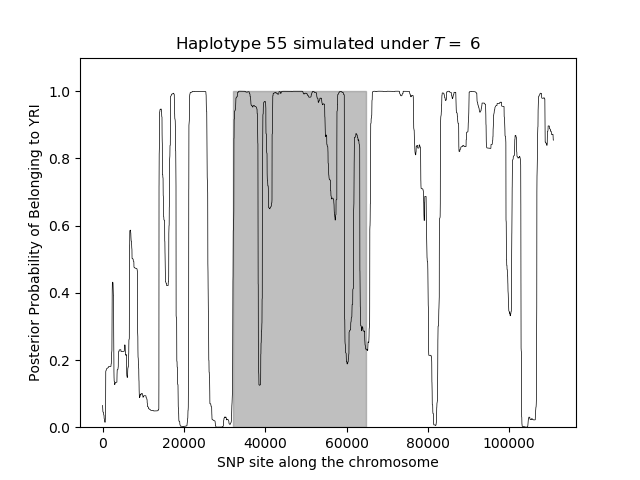 Haplotype 55 simulated under T = 6
Posterior Probability of Belonging to YRI
1.0
0.8
0.6
0.4
0.2
0.0
0 20000 40000 60000 80000 100000
SNP site along the chromosome